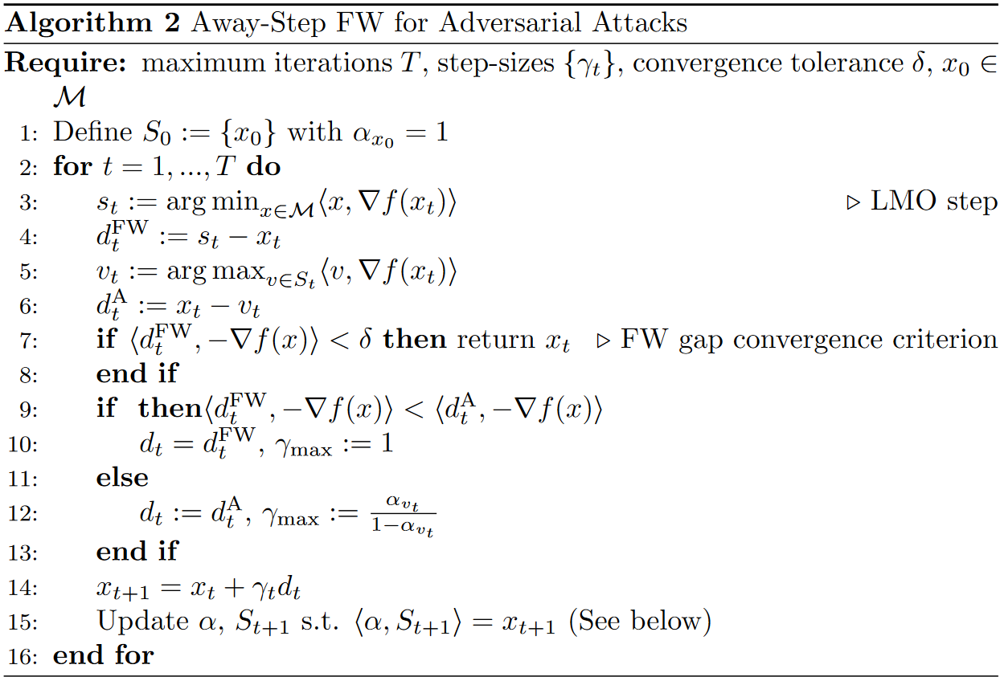 Algorithm 2 Away-Step FW for Adversarial Attacks
Require: maximum iterations $T$, step-sizes $\{\gamma_t\}$, convergence tolerance $\delta$, $x_0 \in$
$\mathcal{M}$
1: Define $S_0 := \{x_0\}$ with $\alpha_{x_0} = 1$
2: for $t = 1, ..., T$ do
3: $s_t := \arg\min_{x \in \mathcal{M}} \langle x, \nabla f(x_t) \rangle$ ▷ LMO step
4: $d_t^{\text{FW}} := s_t - x_t$
5: $v_t := \arg\max_{v \in S_t} \langle v, \nabla f(x_t) \rangle$
6: $d_t^{\text{A}} := x_t - v_t$
7: if $\langle d_t^{\text{FW}}, -\nabla f(x) \rangle < \delta$ then return $x_t$ ▷ FW gap convergence criterion
8: end if
9: if then$\langle d_t^{\text{FW}}, -\nabla f(x) \rangle < \langle d_t^{\text{A}}, -\nabla f(x) \rangle$
10: $d_t = d_t^{\text{FW}}$, $\gamma_{\max} := 1$
11: else
12: $d_t := d_t^{\text{A}}$, $\gamma_{\max} := \frac{\alpha_{v_t}}{1 - \alpha_{v_t}}$
13: end if
14: $x_{t+1} = x_t + \gamma_t d_t$
15: Update $\alpha$, $S_{t+1}$ s.t. $\langle \alpha, S_{t+1} \rangle = x_{t+1}$ (See below)
16: end for